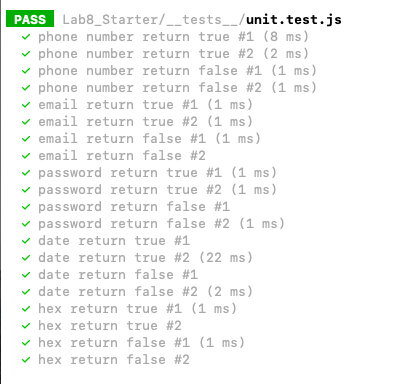 PASS Lab8_Starter/__tests__/unit.test.js
✓ phone number return true #1 (8 ms)
✓ phone number return true #2 (2 ms)
✓ phone number return false #1 (1 ms)
✓ phone number return false #2 (1 ms)
✓ email return true #1 (1 ms)
✓ email return true #2 (1 ms)
✓ email return false #1 (1 ms)
✓ email return false #2
✓ password return true #1 (1 ms)
✓ password return true #2 (1 ms)
✓ password return false #1
✓ password return false #2 (1 ms)
✓ date return true #1
✓ date return true #2 (22 ms)
✓ date return false #1
✓ date return false #2 (2 ms)
✓ hex return true #1 (1 ms)
✓ hex return true #2
✓ hex return false #1 (1 ms)
✓ hex return false #2